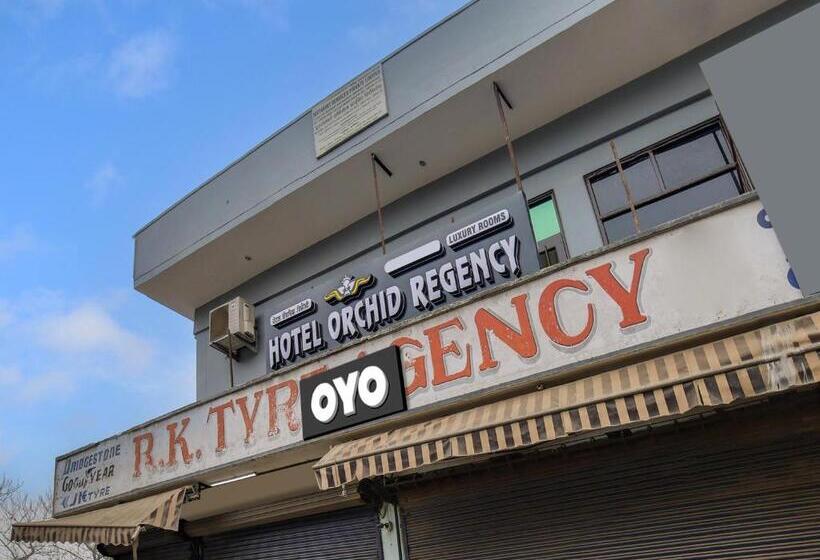 LUXURY ROOMS
HOTEL ORCHID REGENCY
R.K. TYRE AGENCY
OYO
BRIDGESTONE
GOODYEAR
JK TYRE